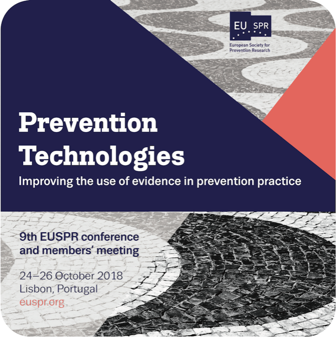 EU SPR
European Society for
Prevention Research
Prevention
Technologies
Improving the use of evidence in prevention practice
9th EUSPR conference
and members' meeting
24–26 October 2018
Lisbon, Portugal
euspr.org